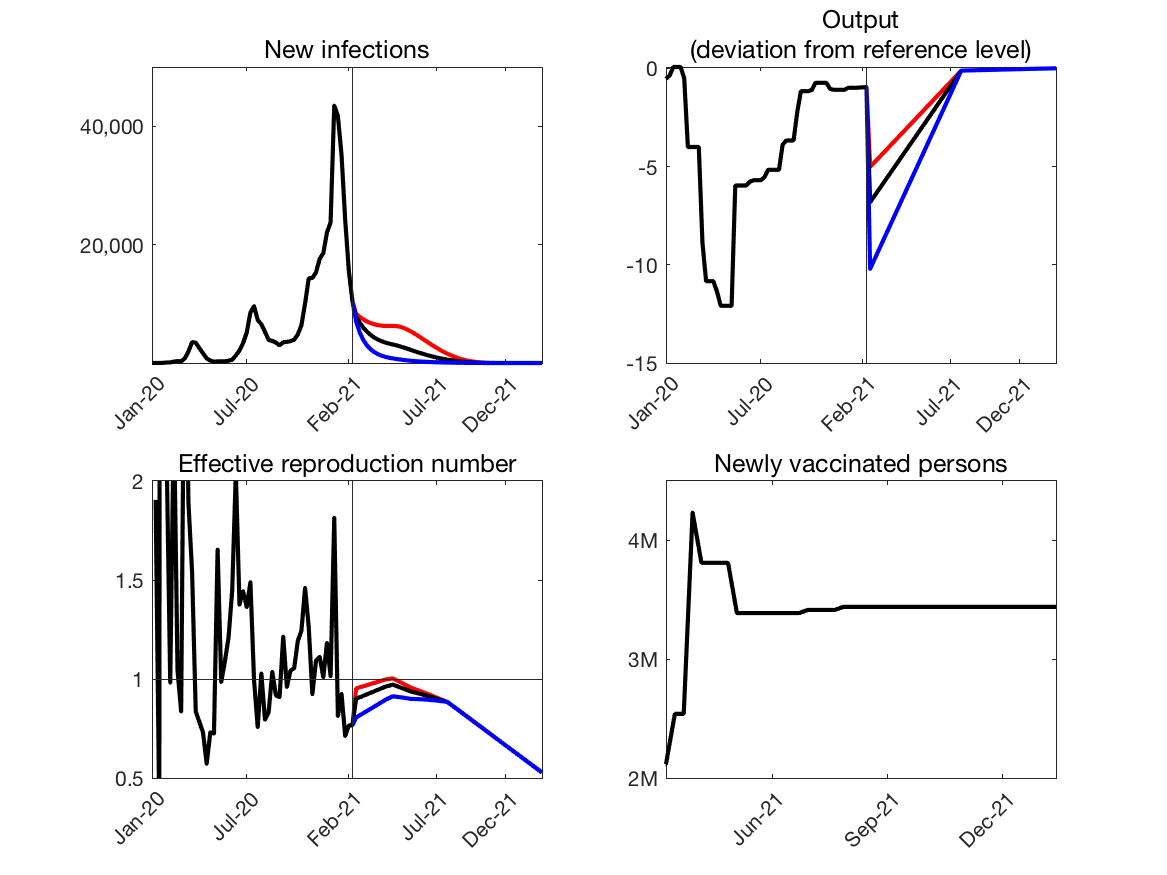 New infections
40,000
20,000
Jan-20
Jul-20
Feb-21
Jul-21
Dec-21
Output
(deviation from reference level)
0
-5
-10
-15
Jan-20
Jul-20
Feb-21
Jul-21
Dec-21
Effective reproduction number
2
1.5
1
0.5
Jan-20
Jul-20
Feb-21
Jul-21
Dec-21
Newly vaccinated persons
4M
3M
2M
Jun-21
Sep-21
Dec-21